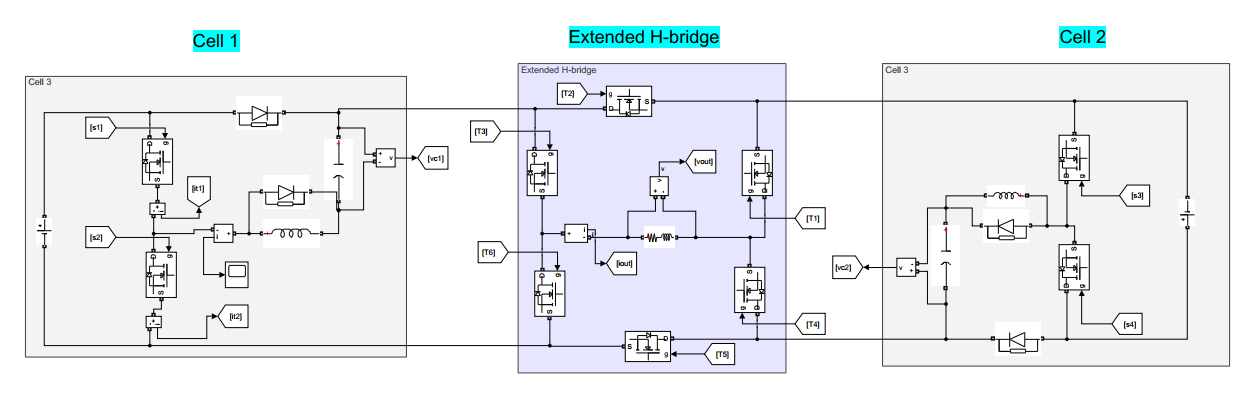 Cell 1
Extended H-bridge
Cell 2
Cell 3
Extended H-bridge
Cell 3
[T2]
g
D
S
[s1]
[T3]
D
g
S
D
g
S
[vc1]
v
+
-
[it1]
[vout]
v
+
-
S
g
D
[T1]
S
g
D
[s3]
[s2]
+
-
i
[T6]
+
-
i
[iout]
D
g
S
D
g
S
S
g
D
[T4]
[vc2]
v
-
+
S
g
D
[s4]
[it2]
S
D
g
[T5]